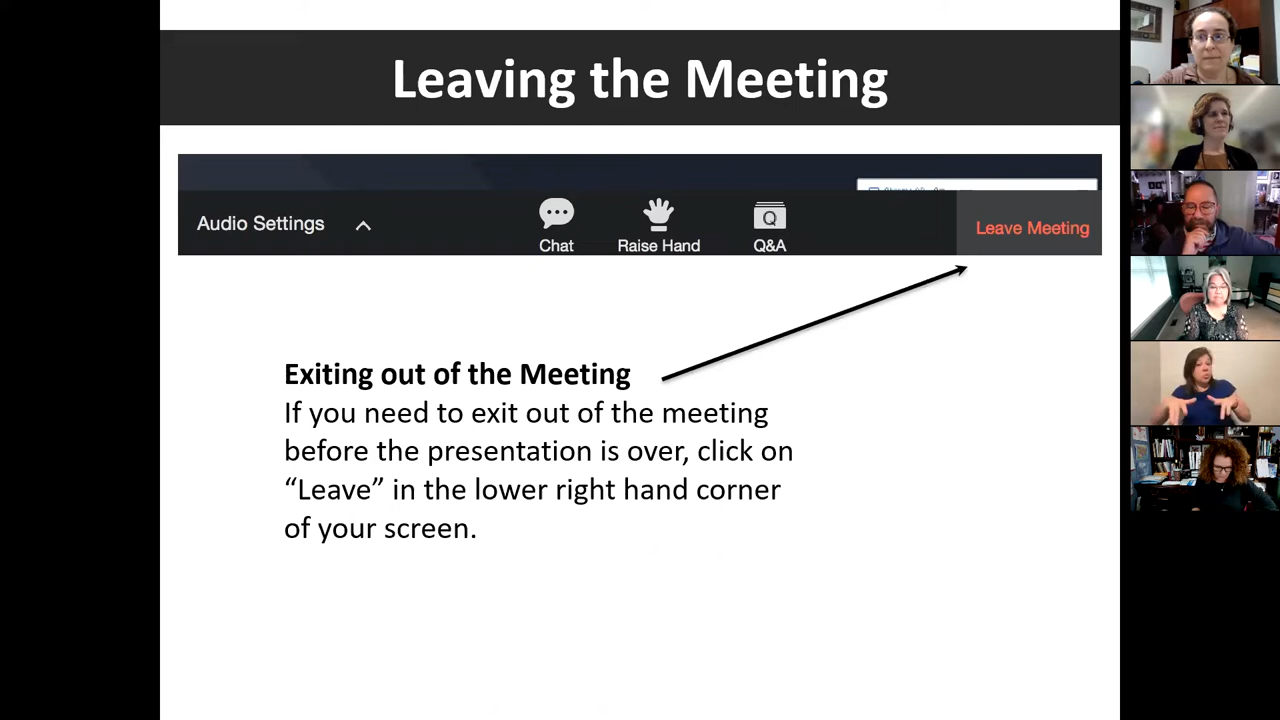 Leaving the Meeting
Audio Settings
Chat
Raise Hand
Q
Q&A
Leave Meeting
Exiting out of the Meeting
If you need to exit out of the meeting
before the presentation is over, click on
“Leave” in the lower right hand corner
of your screen.